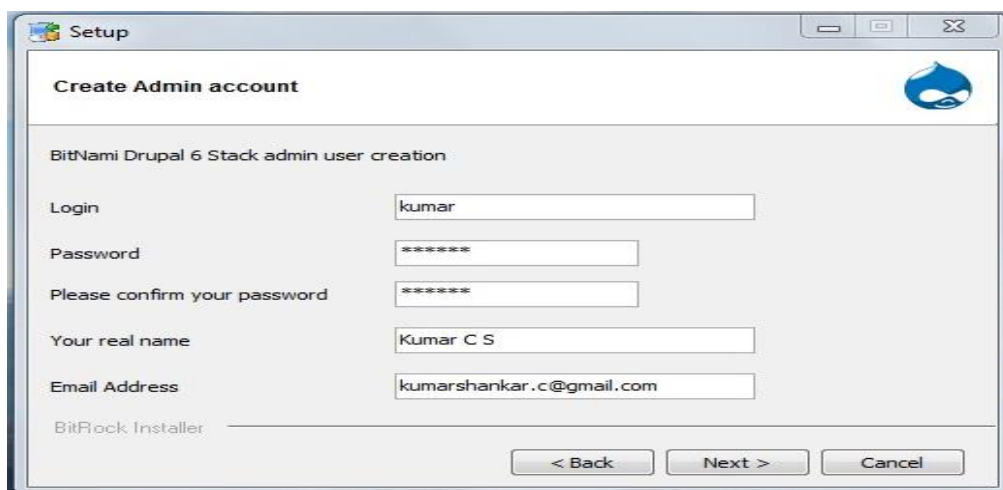 Setup
Create Admin account
BitNami Drupal 6 Stack admin user creation
Login kumar
Password ******
Please confirm your password ******
Your real name Kumar C S
Email Address kumarshankar.c@gmail.com
BitRock Installer
< Back Next > Cancel